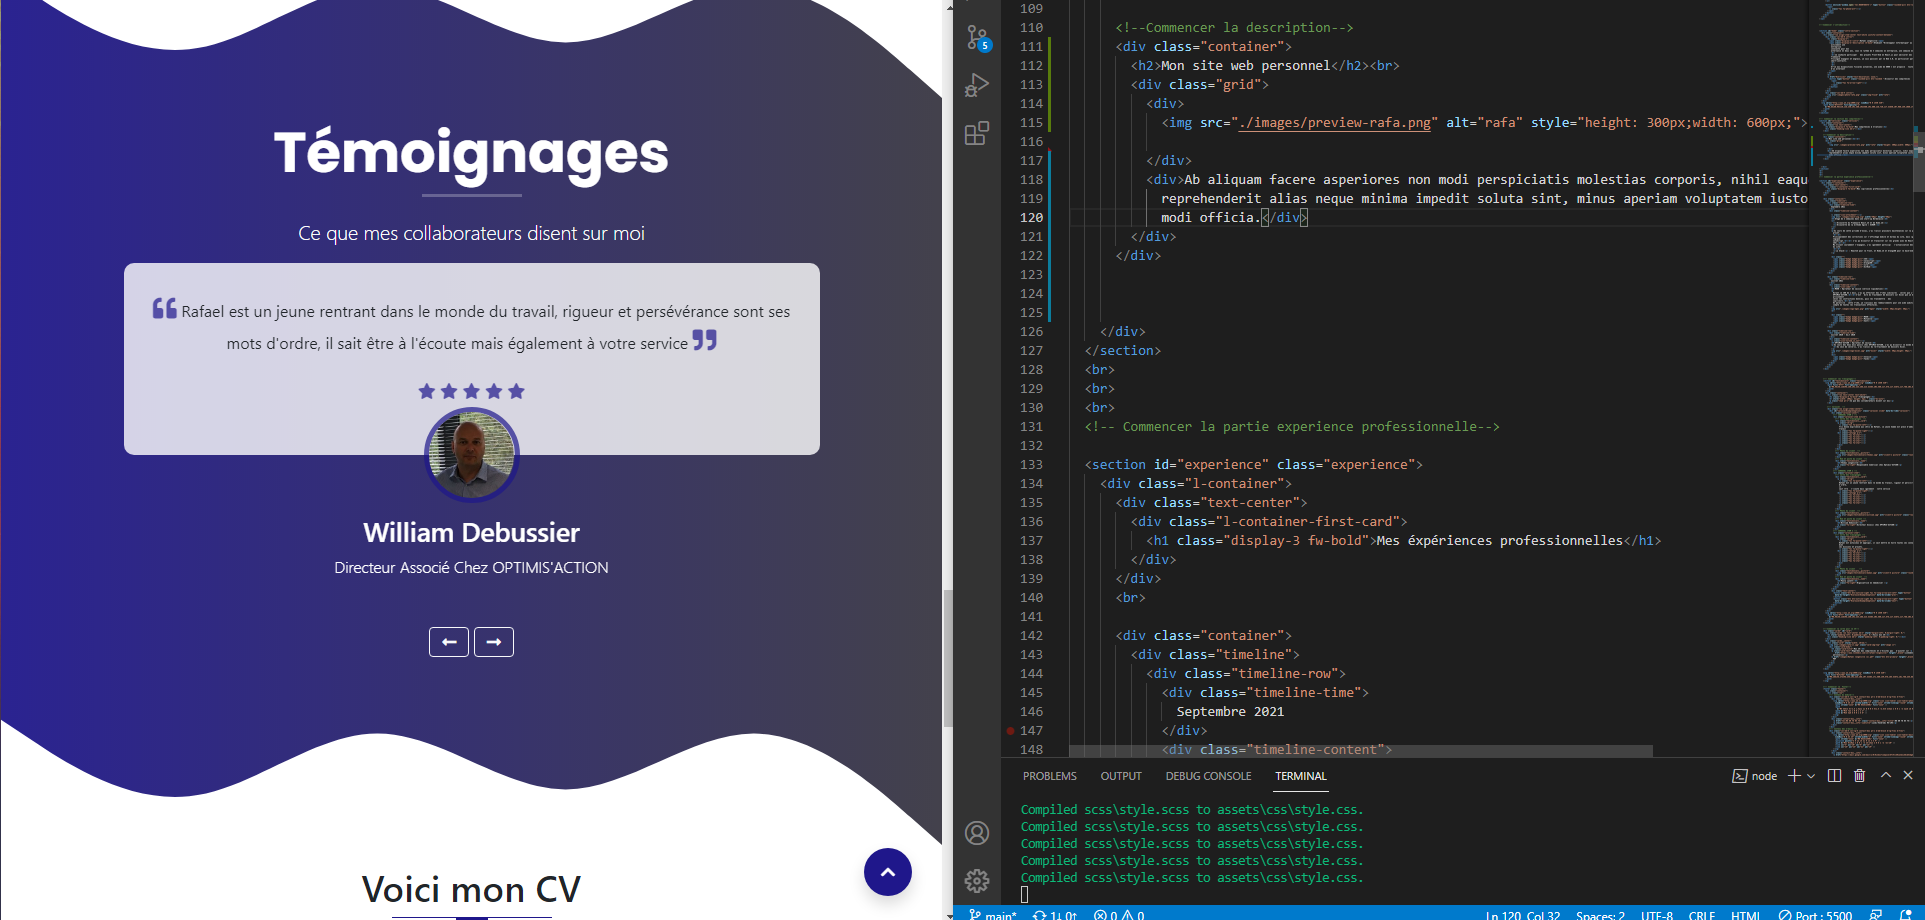 Témoignages
Ce que mes collaborateurs disent sur moi
Rafael est un jeune rentrant dans le monde du travail, rigueur et persévérance sont ses
mots d'ordre, il sait être à l'écoute mais également à votre service
William Debussier
Directeur Associé Chez OPTIMIS'ACTION
Voici mon CV
5
109
110 <!--Commencer la description-->
111 <div class="container">
112 <h2>Mon site web personnel</h2><br>
113 <div class="grid">
114 <div>
115 <img src="./images/preview-rafa.png" alt="rafa" style="height: 300px;width: 600px;">
116
117 </div>
118 <div>Ab aliquam facere asperiores non modi perspiciatis molestias corporis, nihil eaqu
119 reprehenderit alias neque minima impedit soluta sint, minus aperiam voluptatem iusto
120 modi officia.</div>
121 </div>
122 </div>
123
124
125
126 </div>
127 </section>
128 <br>
129 <br>
130 <br>
131 <!-- Commencer la partie experience professionnelle-->
132
133 <section id="experience" class="experience">
134 <div class="l-container">
135 <div class="text-center">
136 <div class="l-container-first-card">
137 <h1 class="display-3 fw-bold">Mes éxpériences professionnelles</h1>
138 </div>
139 </div>
140 <br>
141
142 <div class="container">
143 <div class="timeline">
144 <div class="timeline-row">
145 <div class="timeline-time">
146 Septembre 2021
147 </div>
148 <div class="timeline-content">
PROBLEMS OUTPUT DEBUG CONSOLE TERMINAL node
Compiled scss\style.scss to assets\css\style.css.
Compiled scss\style.scss to assets\css\style.css.
Compiled scss\style.scss to assets\css\style.css.
Compiled scss\style.scss to assets\css\style.css.
Compiled scss\style.scss to assets\css\style.css.
main* 1↓ 0↑ 0 0 Ln 120, Col 32 Spaces: 2 UTF-8 CRLF HTML Port : 5500